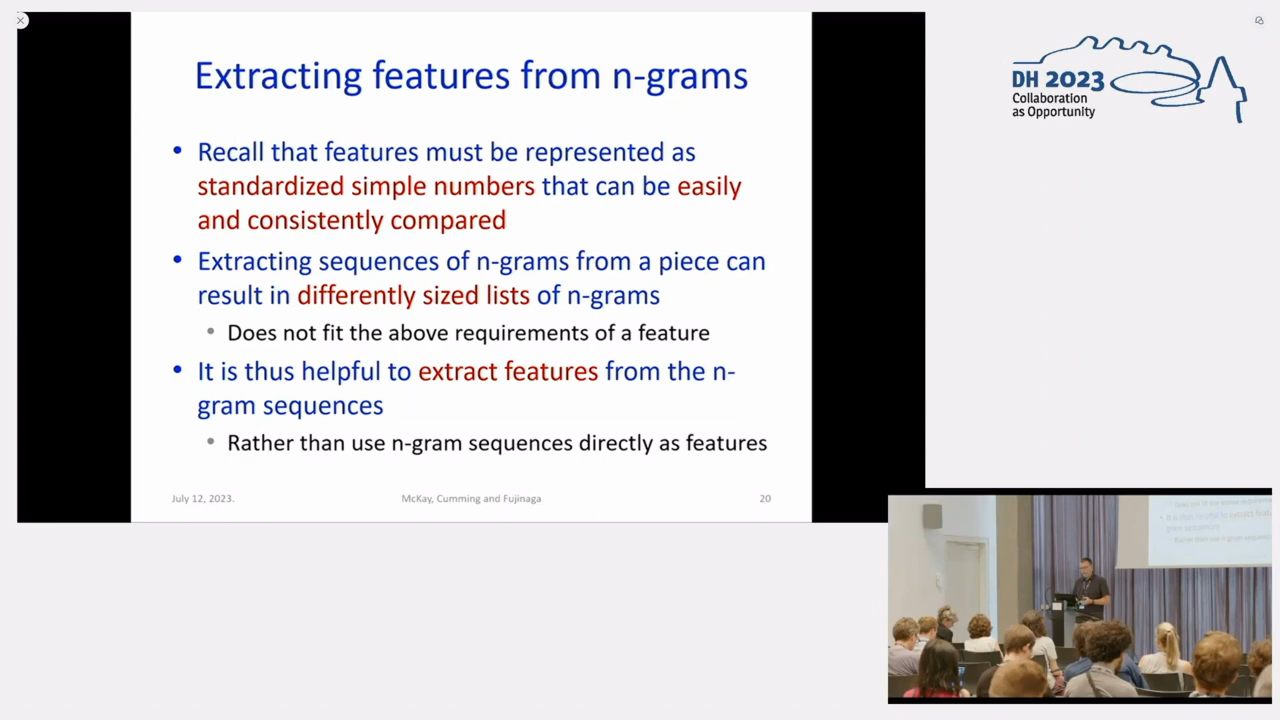 Extracting features from n-grams
• Recall that features must be represented as
standardized simple numbers that can be easily
and consistently compared
• Extracting sequences of n-grams from a piece can
result in differently sized lists of n-grams
• Does not fit the above requirements of a feature
• It is thus helpful to extract features from the n-
gram sequences
• Rather than use n-gram sequences directly as features
July 12, 2023. McKay, Cumming and Fujinaga 20
DH 2023
Collaboration
as Opportunity